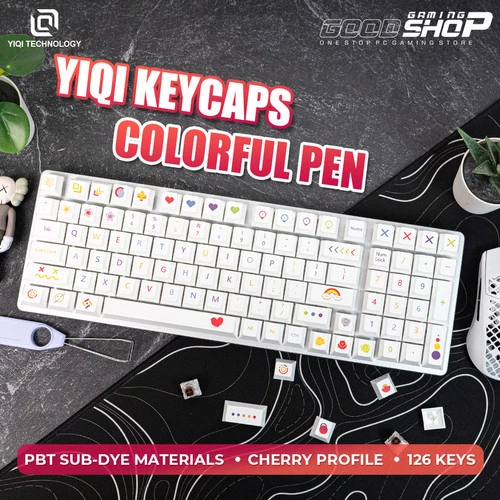 YIQI TECHNOLOGY
GOOD GAMING SHOP
ONE STOP PC GAMING STORE
YIQI KEYCAPS
COLORFUL PEN
PBT SUB-DYE MATERIALS • CHERRY PROFILE • 126 KEYS